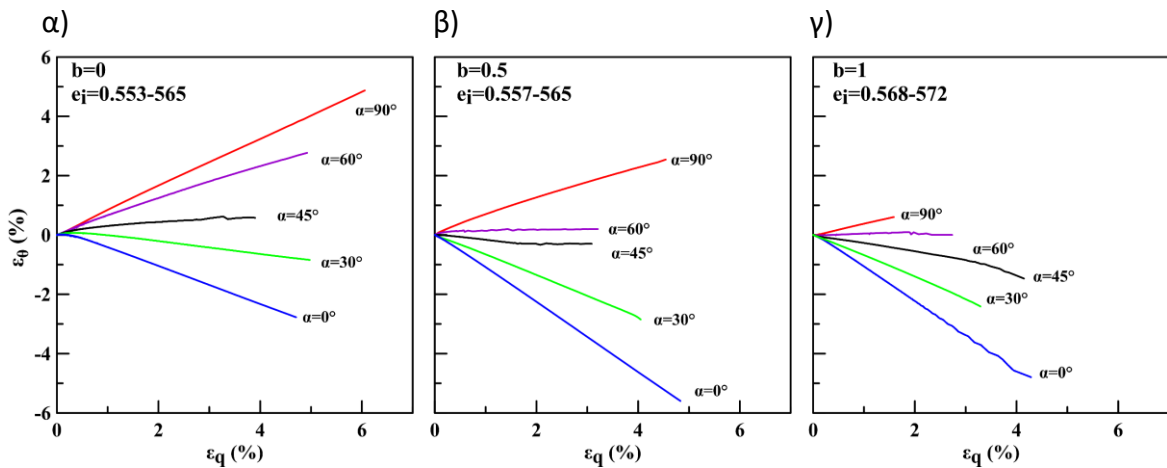 α)
β)
γ)
6
4
2
0
-2
-4
-6
εθ (%)
b=0
ei=0.553-565
α=90°
α=60°
α=45°
α=30°
α=0°
0
2
4
6
εq (%)
b=0.5
ei=0.557-565
α=90°
α=60°
α=45°
α=30°
α=0°
0
2
4
6
εq (%)
b=1
ei=0.568-572
α=90°
α=60°
α=45°
α=30°
α=0°
0
2
4
6
εq (%)